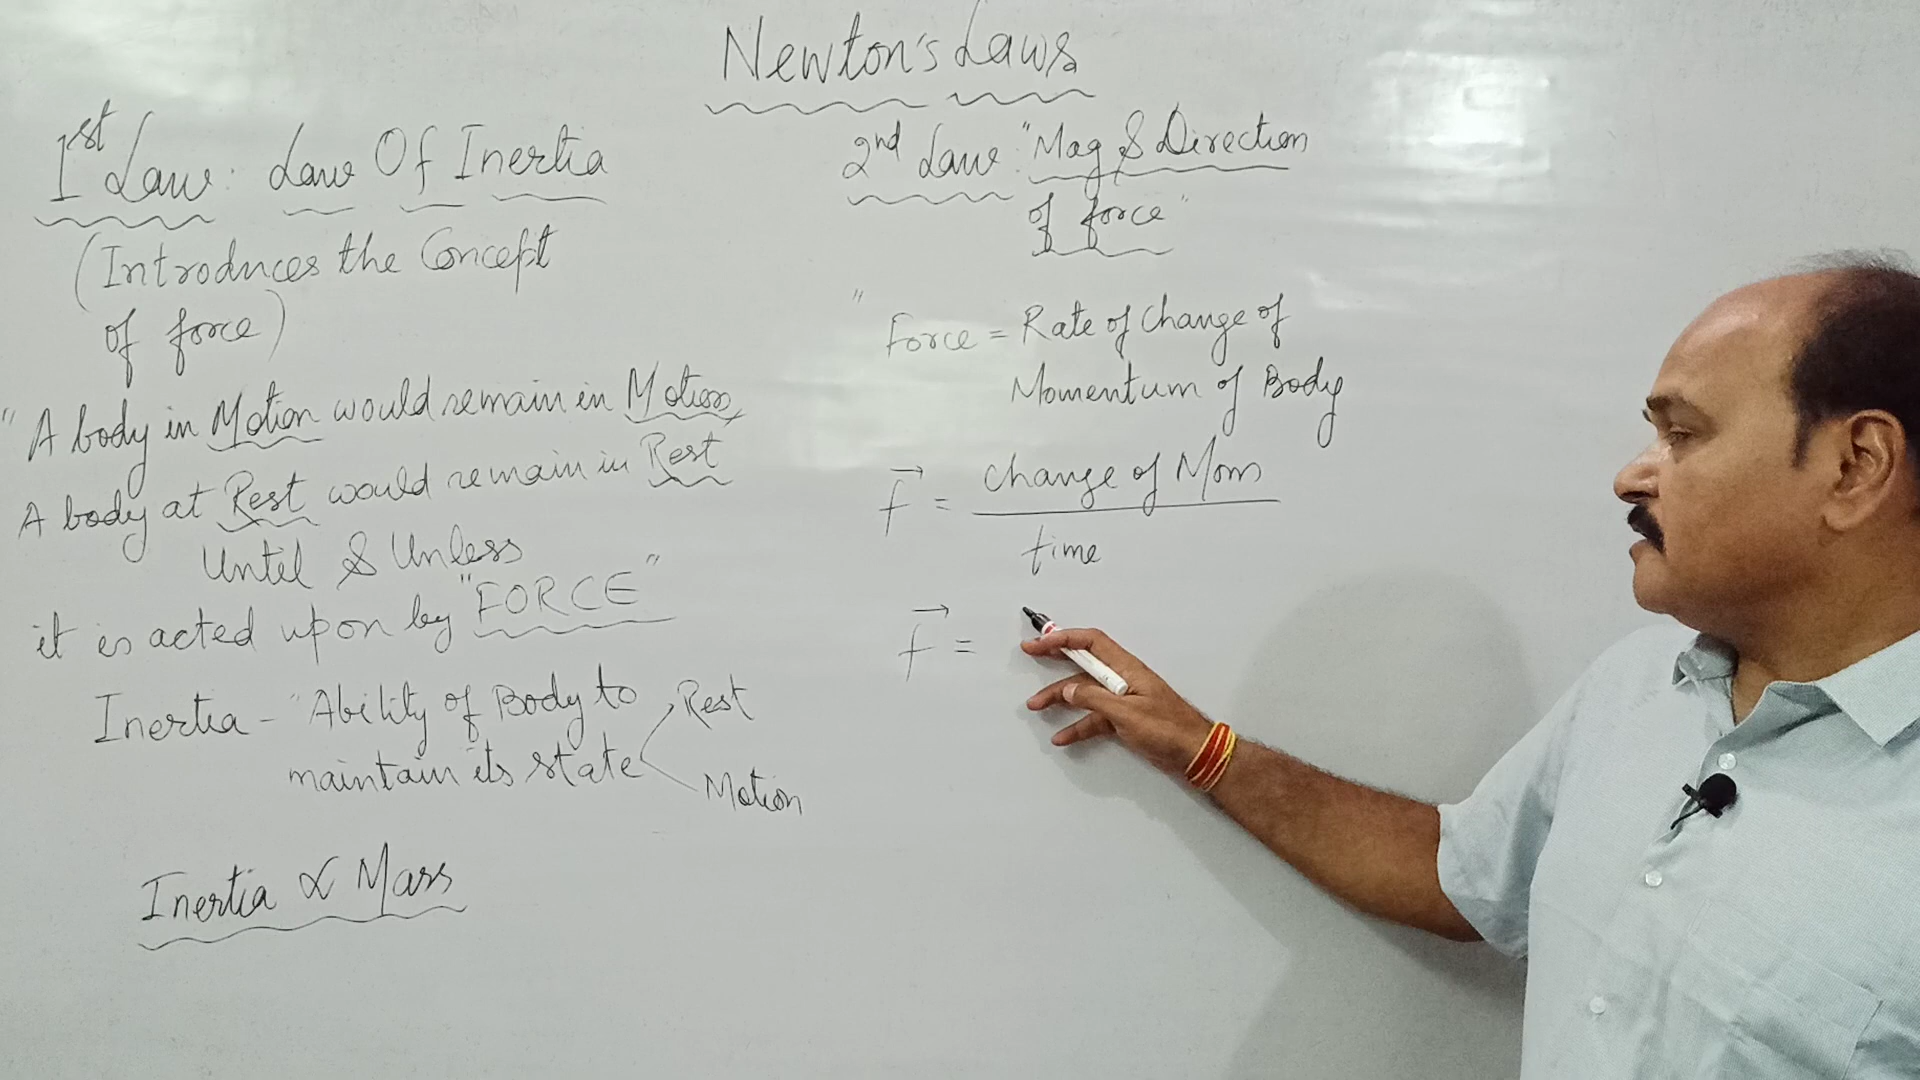 Newton's Laws
1st Law: Law Of Inertia
(Introduces the Concept
of force)
"A body in Motion would remain in Motion,
A body at Rest would remain in Rest
Until & Unless
it is acted upon by "FORCE"
Inertia - "Ability of Body to
maintain its state
Rest
Motion
Inertia ∝ Mass
2nd Law: "Mag & Direction
of force"
"Force = Rate of Change of
Momentum of Body
F⃗ = Change of Mom
time
F⃗ =